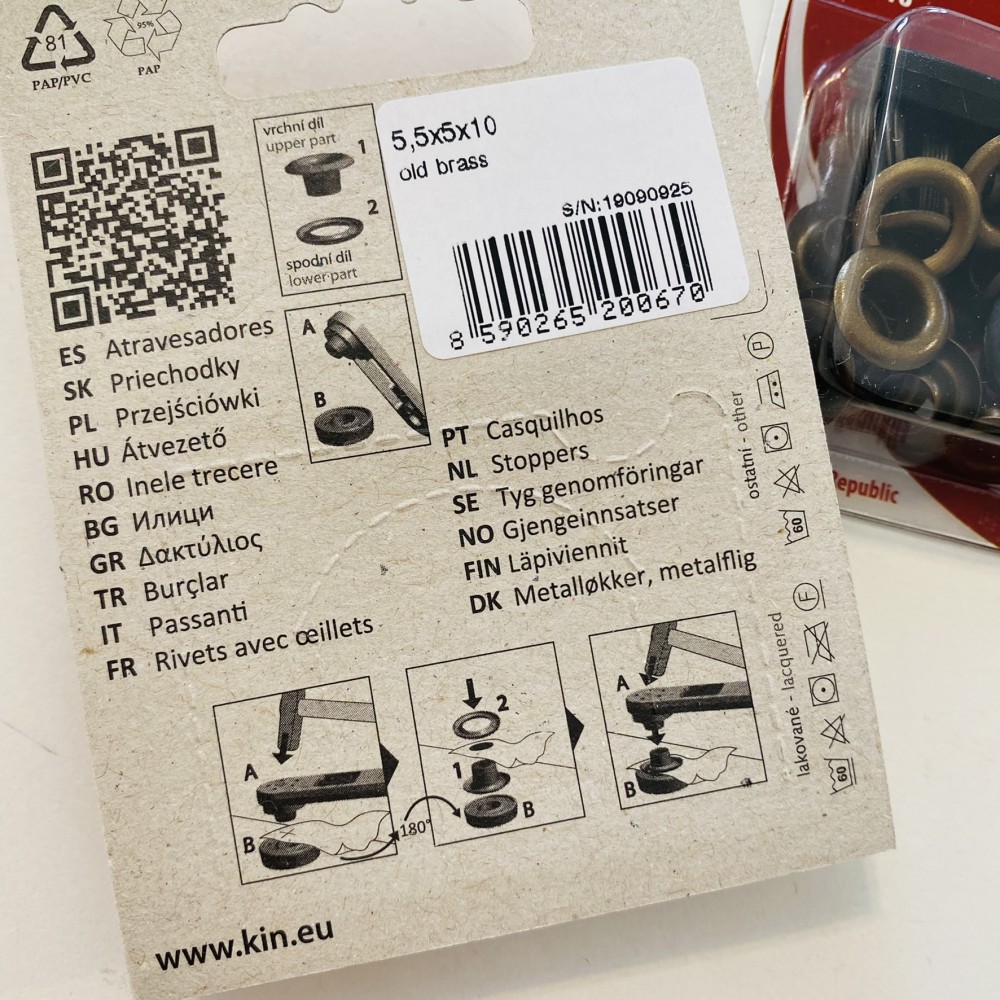 81
PAP/PVC
95%
PAP
vrchní díl
upper part
1
2
spodní díl
lower part
5,5x5x10
old brass
S/N:19090925
8 590265 200670
A
B
ES Atravesadores
SK Priechodky
PL Przejściówki
HU Átvezető
RO Inele trecere
BG Илици
GR Δακτύλιος
TR Burçlar
IT Passanti
FR Rivets avec œillets
PT Casquilhos
NL Stoppers
SE Tyg genomföringar
NO Gjengeinnsatser
FIN Läpiviennit
DK Metalløkker, metalflig
ostatní - other
P
60
lakované - lacquered
F
60
A
B
180°
2
1
B
A
B
www.kin.eu
Republic